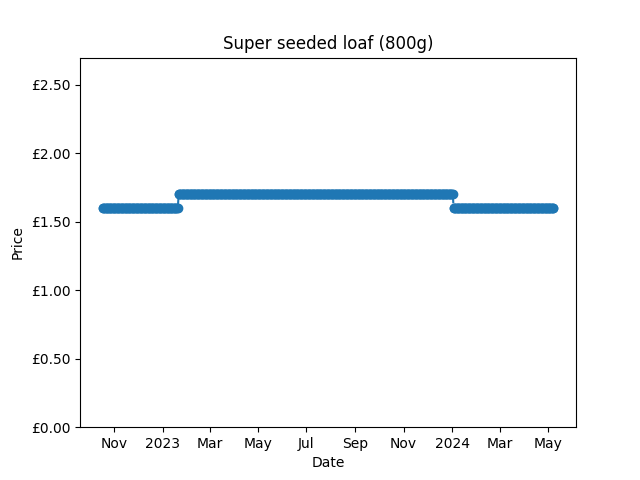 Super seeded loaf (800g)
£2.50
£2.00
£1.50
£1.00
£0.50
£0.00
Price
Nov 2023 Mar May Jul Sep Nov 2024 Mar May
Date